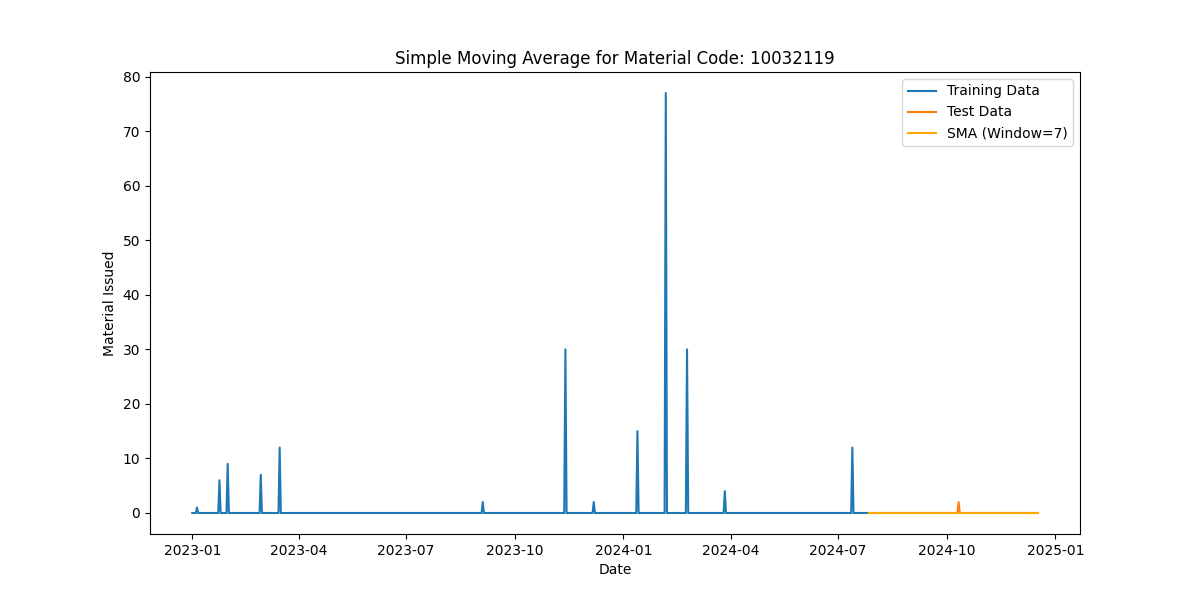 Simple Moving Average for Material Code: 10032119
Training Data
Test Data
SMA (Window=7)
Material Issued
80
70
60
50
40
30
20
10
0
2023-01 2023-04 2023-07 2023-10 2024-01 2024-04 2024-07 2024-10 2025-01
Date